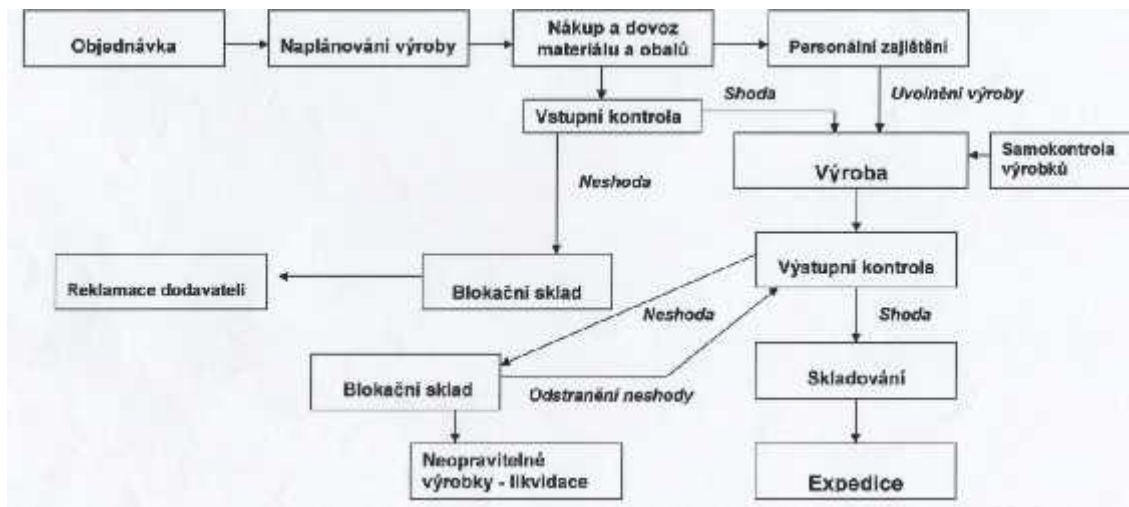 Objednávka
Naplánování výroby
Nákup a dovoz
materiálu a obalů
Personální zajištění
Vstupní kontrola
Shoda
Uvolnění výroby
Výroba
Samokontrola
výrobků
Neshoda
Reklamace dodavateli
Blokační sklad
Výstupní kontrola
Neshoda
Shoda
Blokační sklad
Odstranění neshody
Skladování
Neopravitelné
výrobky - likvidace
Expedice